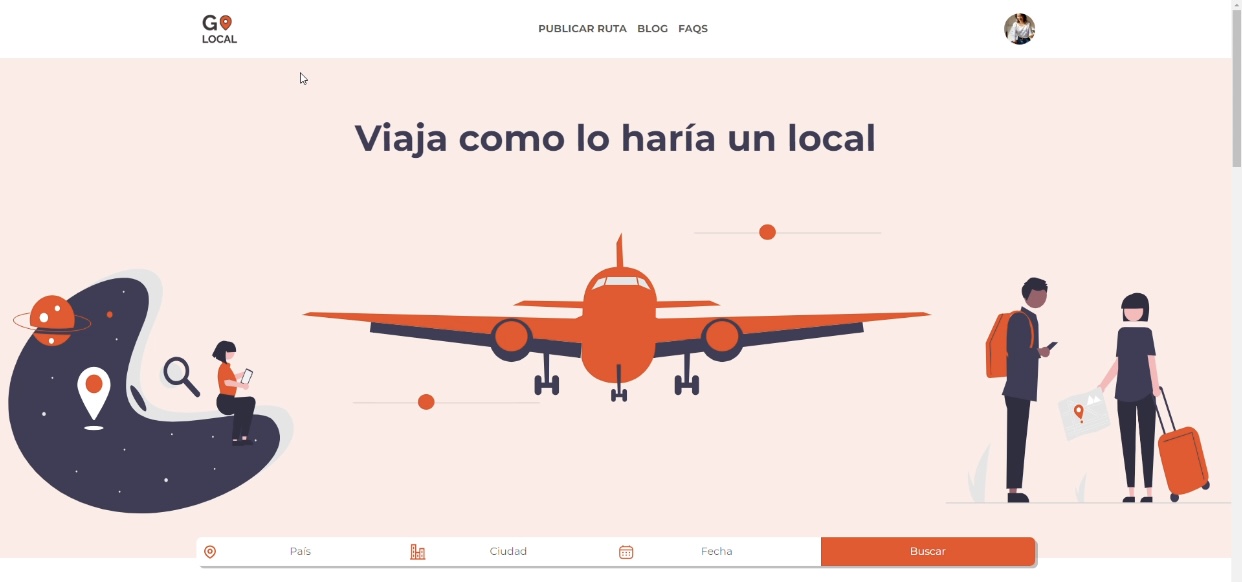 GO
LOCAL
PUBLICAR RUTA BLOG FAQS
Viaja como lo haría un local
País Ciudad Fecha Buscar